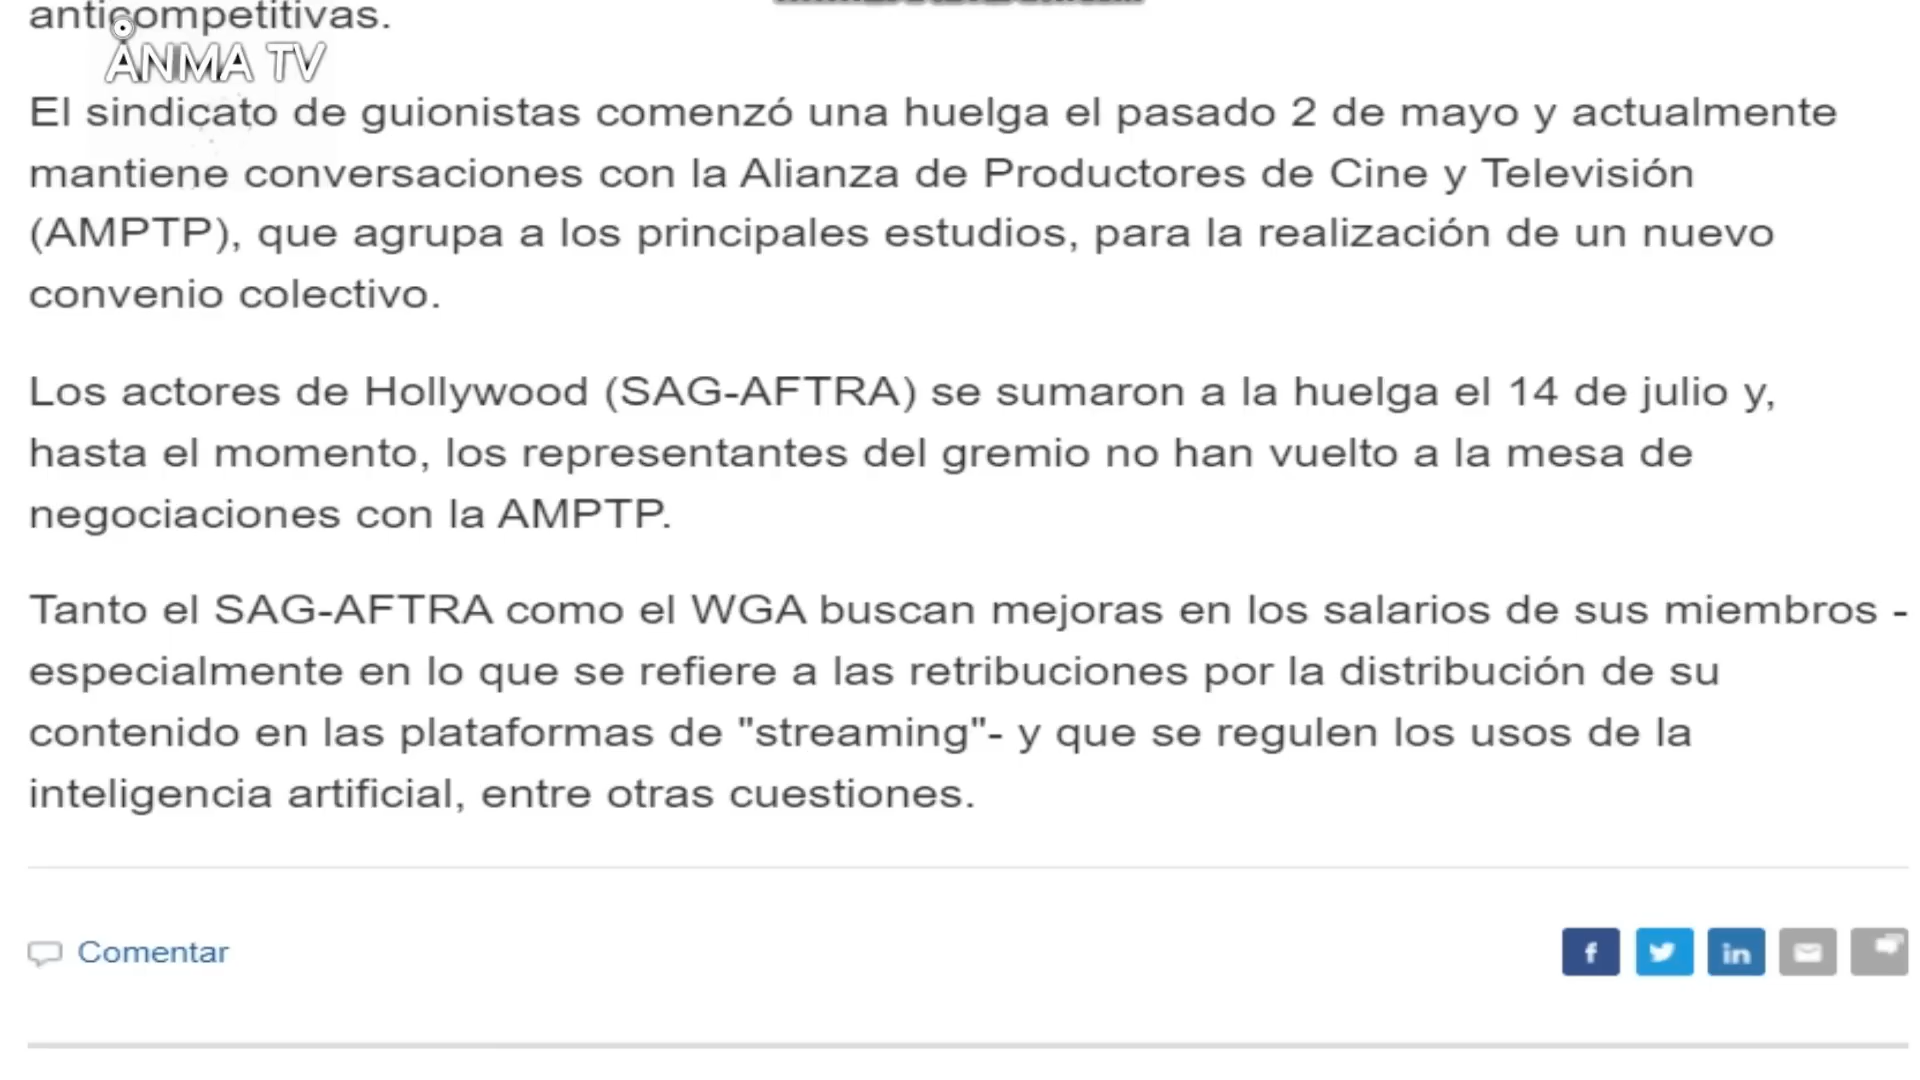 anticompetitivas.
ANMA TV
El sindicato de guionistas comenzó una huelga el pasado 2 de mayo y actualmente
mantiene conversaciones con la Alianza de Productores de Cine y Televisión
(AMPTP), que agrupa a los principales estudios, para la realización de un nuevo
convenio colectivo.
Los actores de Hollywood (SAG-AFTRA) se sumaron a la huelga el 14 de julio y,
hasta el momento, los representantes del gremio no han vuelto a la mesa de
negociaciones con la AMPTP.
Tanto el SAG-AFTRA como el WGA buscan mejoras en los salarios de sus miembros -
especialmente en lo que se refiere a las retribuciones por la distribución de su
contenido en las plataformas de "streaming"- y que se regulen los usos de la
inteligencia artificial, entre otras cuestiones.
Comentar
f
in